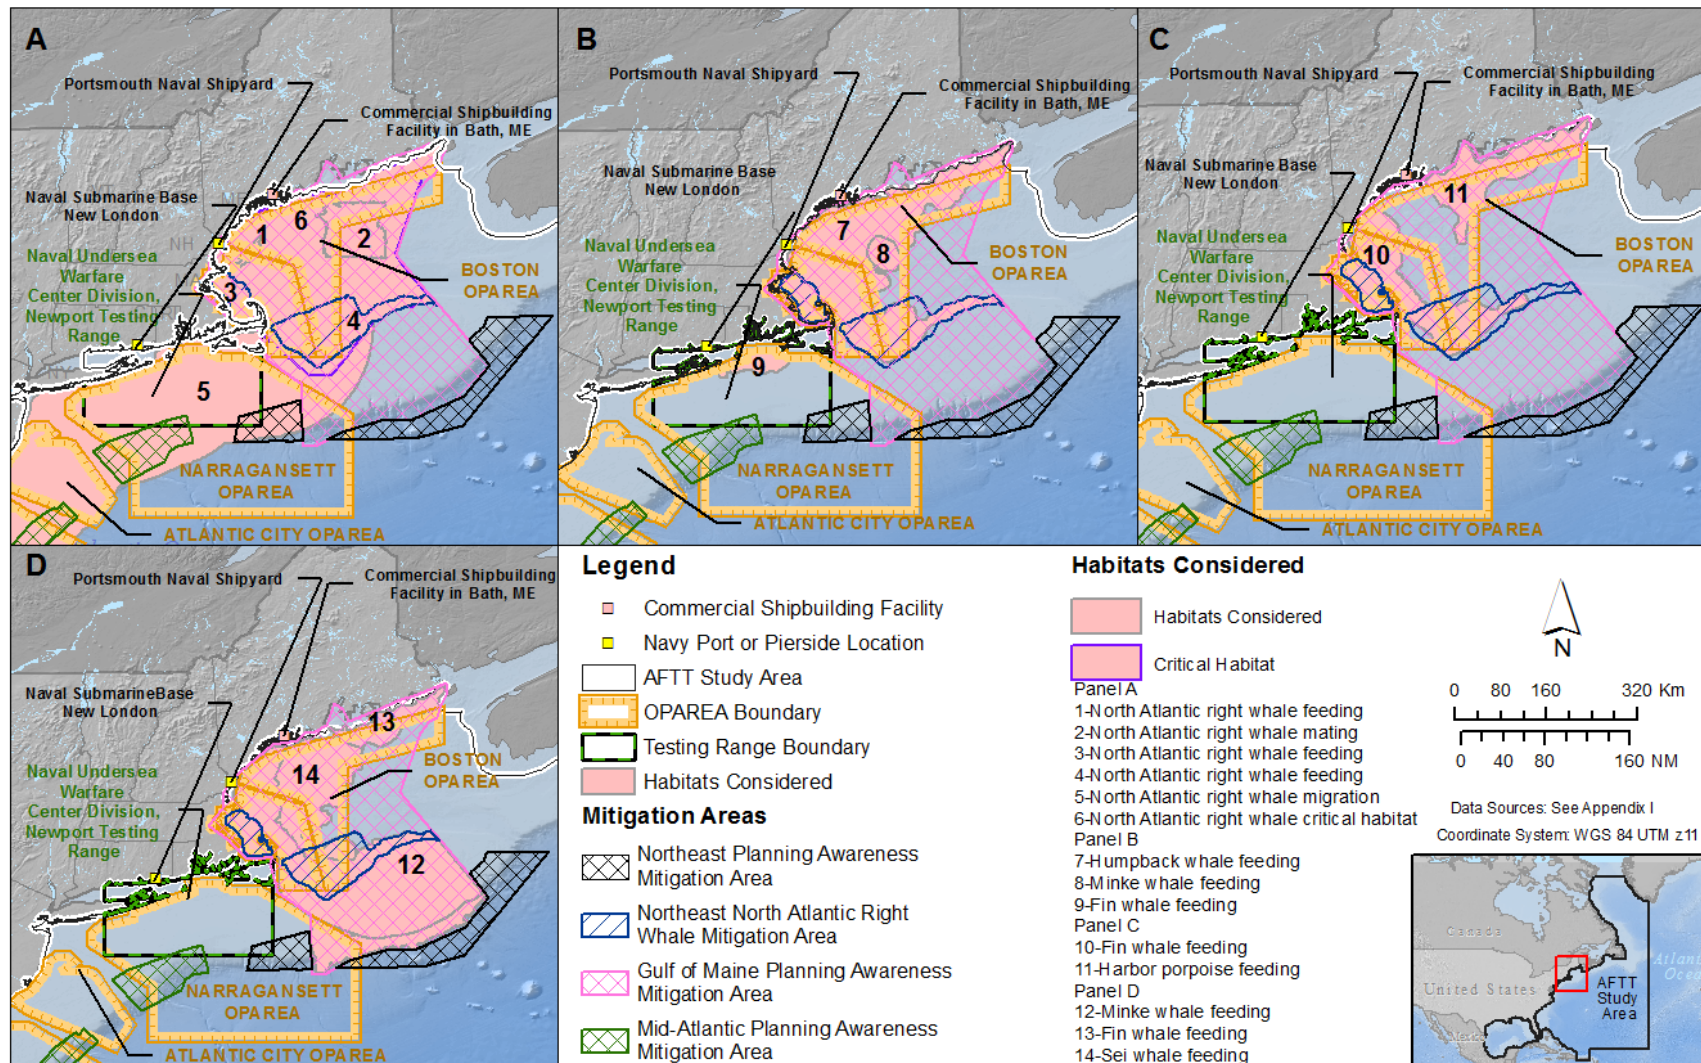 A
Portsmouth Naval Shipyard
Commercial Shipbuilding
Facility in Bath, ME
Naval Submarine Base
New London
NH
Naval Undersea
Warfare
Center Division,
Newport Testing
Range
1
6
2
3
4
5
BOSTON
OPAREA
NARRAGANSETT
OPAREA
ATLANTIC CITY OPAREA
B
Portsmouth Naval Shipyard
Commercial Shipbuilding
Facility in Bath, ME
Naval Submarine Base
New London
Naval Undersea
Warfare
Center Division,
Newport Testing
Range
7
8
9
BOSTON
OPAREA
NARRAGANSETT
OPAREA
ATLANTIC CITY OPAREA
C
Portsmouth Naval Shipyard
Commercial Shipbuilding
Facility in Bath, ME
Naval Submarine Base
New London
Naval Undersea
Warfare
Center Division,
Newport Testing
Range
11
10
BOSTON
OPAREA
NARRAGANSETT
OPAREA
ATLANTIC CITY OPAREA
D
Portsmouth Naval Shipyard
Commercial Shipbuilding
Facility in Bath, ME
Naval Submarine Base
New London
Naval Undersea
Warfare
Center Division,
Newport Testing
Range
13
14
12
BOSTON
OPAREA
NARRAGANSETT
OPAREA
ATLANTIC CITY OPAREA
Legend
Commercial Shipbuilding Facility
Navy Port or Pierside Location
AFTT Study Area
OPAREA Boundary
Testing Range Boundary
Habitats Considered
Mitigation Areas
Northeast Planning Awareness
Mitigation Area
Northeast North Atlantic Right
Whale Mitigation Area
Gulf of Maine Planning Awareness
Mitigation Area
Mid-Atlantic Planning Awareness
Mitigation Area
Habitats Considered
Habitats Considered
Critical Habitat
Panel A
1-North Atlantic right whale feeding
2-North Atlantic right whale mating
3-North Atlantic right whale feeding
4-North Atlantic right whale feeding
5-North Atlantic right whale migration
6-North Atlantic right whale critical habitat
Panel B
7-Humpback whale feeding
8-Minke whale feeding
9-Fin whale feeding
Panel C
10-Fin whale feeding
11-Harbor porpoise feeding
Panel D
12-Minke whale feeding
13-Fin whale feeding
14-Sei whale feeding
N
0 80 160 320 Km
0 40 80 160 NM
Data Sources: See Appendix I
Coordinate System: WGS 84 UTM z11
Canada
United States
Mexico
Atlantic
Ocean
AFTT
Study
Area